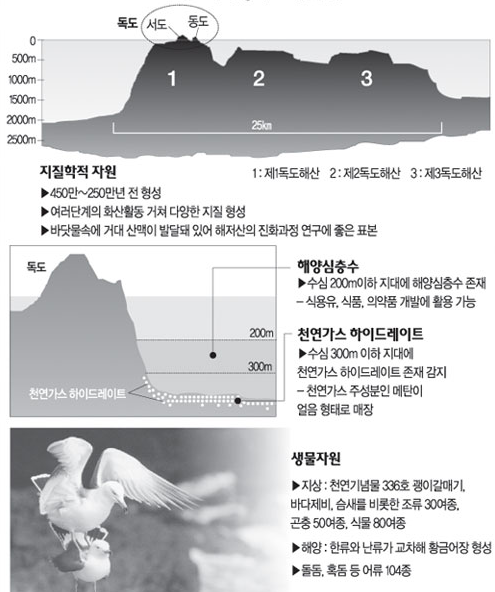 독도
서도
동도
0
500m
1000m
1500m
2000m
2500m
1
2
3
25km
지질학적 자원
1 : 제1독도해산 2 : 제2독도해산 3 : 제3독도해산
▶450만~250만년 전 형성
▶여러단계의 화산활동 거쳐 다양한 지질 형성
▶바닷물속에 거대 산맥이 발달돼 있어 해저산의 진화과정 연구에 좋은 표본
독도
200m
300m
천연가스 하이드레이트
해양심층수
▶수심 200m이하 지대에 해양심층수 존재
– 식용유, 식품, 의약품 개발에 활용 가능
천연가스 하이드레이트
▶수심 300m 이하 지대에
천연가스 하이드레이트 존재 감지
– 천연가스 주성분인 메탄이
얼음 형태로 매장
생물자원
▶지상 : 천연기념물 336호 괭이갈매기,
바다제비, 슴새를 비롯한 조류 30여종,
곤충 50여종, 식물 80여종
▶해양 : 한류와 난류가 교차해 황금어장 형성
▶돌돔, 혹돔 등 어류 104종